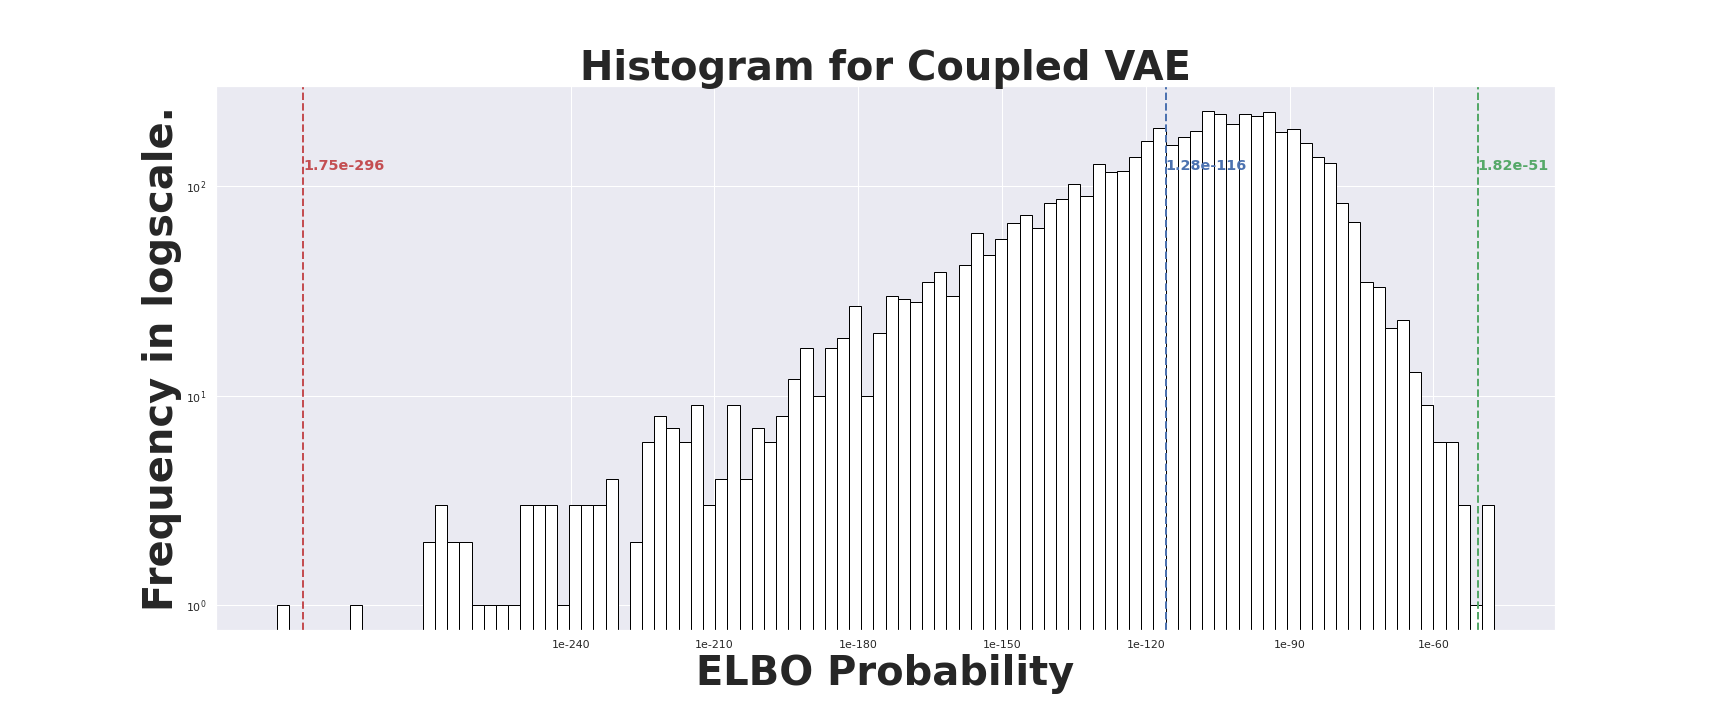 Histogram for Coupled VAE
Frequency in logscale.
10²
10¹
10⁰
1.75e-296
1.28e-116
1.82e-51
1e-240 1e-210 1e-180 1e-150 1e-120 1e-90 1e-60
ELBO Probability